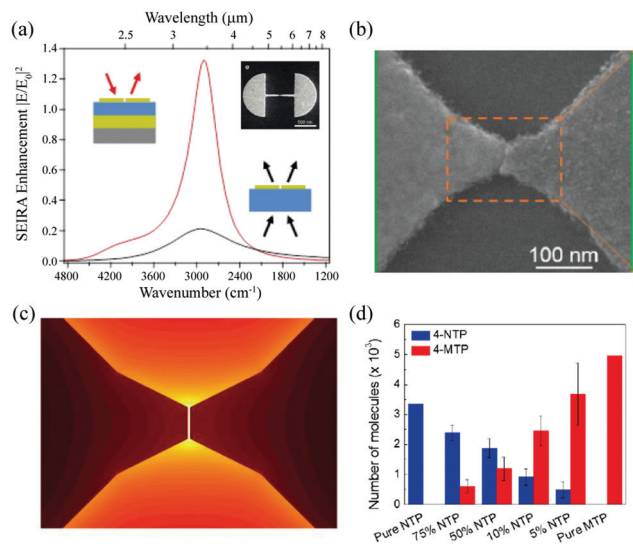 (a)
Wavelength (μm)
2.5 3 4 5 6 7 8
SEIRA Enhancement |E/E₀|²
1.4
1.2
1.0
0.8
0.6
0.4
0.2
0.0
4800 4200 3600 3000 2400 1800 1200
Wavenumber (cm⁻¹)
500 nm
(b)
100 nm
(c)
(d)
Number of molecules (x 10³)
6
5
4
3
2
1
0
4-NTP
4-MTP
Pure NTP
75% NTP
50% NTP
10% NTP
5% NTP
Pure MTP